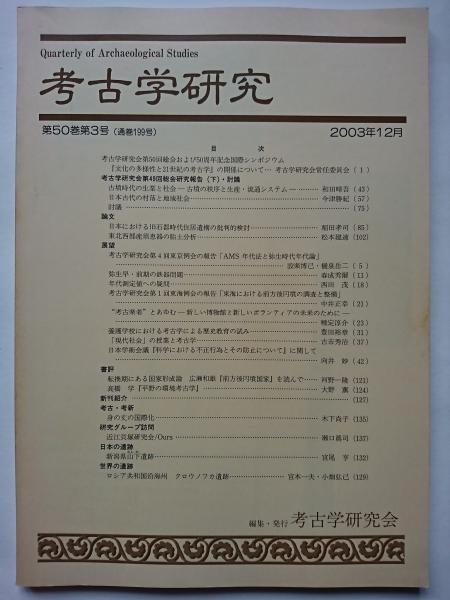 Quarterly of Archaeological Studies
考古学研究
第50巻第3号（通巻199号）
2003年12月
目 次
考古学研究会第50回総会および50周年記念国際シンポジウム
『文化の多様性と21世紀の考古学』の開催について… 考古学研究会常任委員会（ 1 ）
考古学研究会第49回総会研究報告（下）・討議
古墳時代の生業と社会 ― 古墳の秩序と生産・流通システム ―………… 和田晴吾（43）
日本古代の村落と地域社会………… 今津勝紀（57）
討議………… （75）
論文
日本における旧石器時代住居遺構の批判的検討………… 稲田孝司（85）
東北西部産須恵器の胎土分析………… 松本建速（102）
展望
考古学研究会第４回東京例会の報告「AMS 年代法と弥生時代年代論」
………… 設楽博己・樋泉岳二（ 5 ）
弥生早・前期の鉄器問題………… 春成秀爾（13）
年代測定値への疑問………… 西田 茂（18）
考古学研究会第１回東海例会の報告「東海における前方後円墳の調査と整備」
………… 中井正幸（21）
“考古楽者” とあゆむ ― 新しい博物館と新しいボランティアの未来のために ―
………… 種定淳介（23）
養護学校における考古学による歴史教育の試み………… 豊田裕章（31）
「現代社会」の授業と考古学………… 吉留秀治（37）
日本学術会議『科学における不正行為とその防止について』に関して
………… 向井 妙（42）
書評
転換期にある国家形成論 広瀬和雄『前方後円墳国家』を読んで…… 河野一隆（121）
高橋 学『平野の環境考古学』………… 大野 薫（124）
新刊紹介………… （127）
考古・考新
身の丈の国際化………… 木下尚子（135）
研究グループ訪問
近江貝塚研究会/Ours………… 瀬口眞司（137）
日本の遺跡
新潟県山下遺跡………… 宮尾 亨（132）
世界の遺跡
ロシア共和国沿海州 クロウノフカ遺跡………… 宮本一夫・小畑弘己（129）
編集・発行 考古学研究会